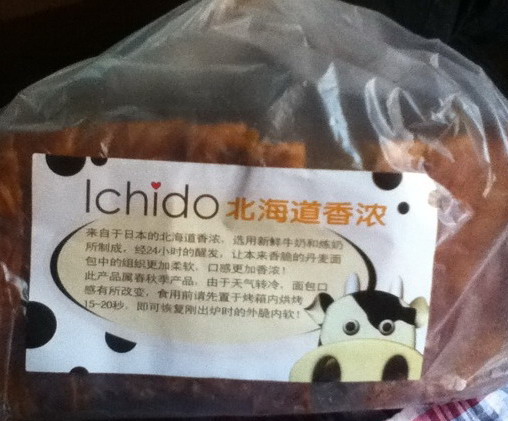 Ichido 北海道香浓
来自于日本的北海道香浓，选用新鲜牛奶和炼奶
所制成，经24小时的醒发，让本来香脆的丹麦面
包中的组织更加柔软，口感更加香浓！
此产品属春秋季产品，由于天气转冷，面包口
感有所改变，食用前请先置于烤箱内烘烤
15-20秒，即可恢复刚出炉时的外脆内软！